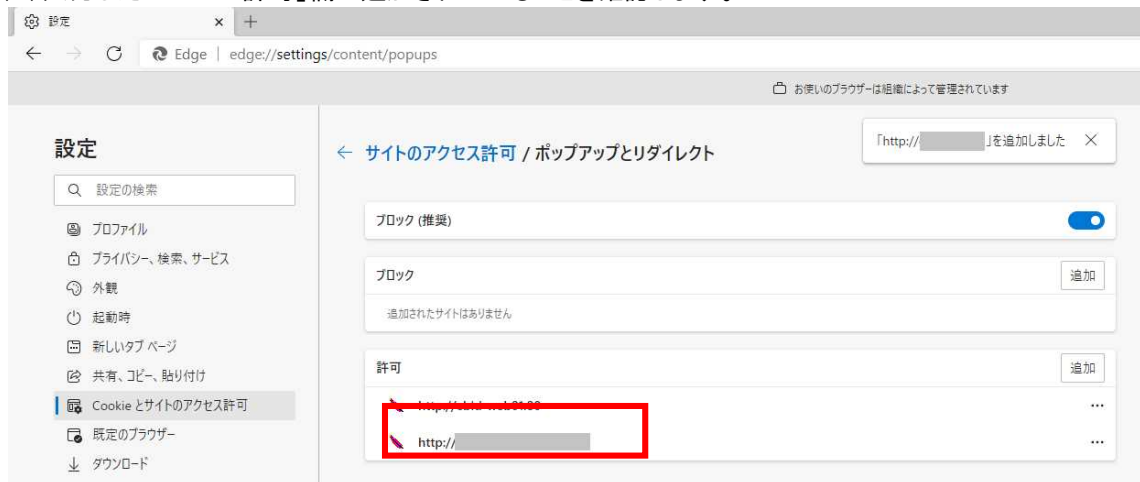 設定
Edge | edge://settings/content/popups
お使いのブラウザーは組織によって管理されています
設定
設定の検索
プロファイル
プライバシー、検索、サービス
外観
起動時
新しいタブ ページ
共有、コピー、貼り付け
Cookie とサイトのアクセス許可
既定のブラウザー
ダウンロード
サイトのアクセス許可 / ポップアップとリダイレクト
「http:// 」を追加しました
ブロック (推奨)
ブロック
追加
追加されたサイトはありません
許可
追加
http://